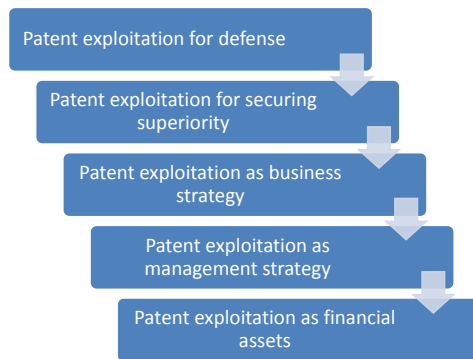 Patent exploitation for defense
Patent exploitation for securing
superiority
Patent exploitation as business
strategy
Patent exploitation as
management strategy
Patent exploitation as financial
assets